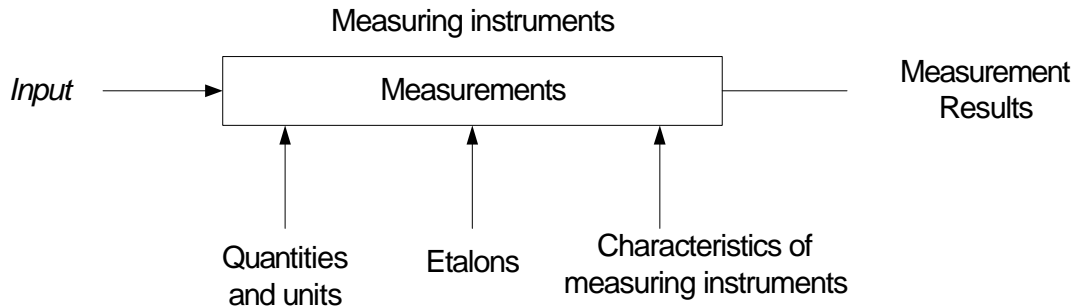 Measuring instruments
Input
Measurements
Measurement
Results
Quantities
and units
Etalons
Characteristics of
measuring instruments